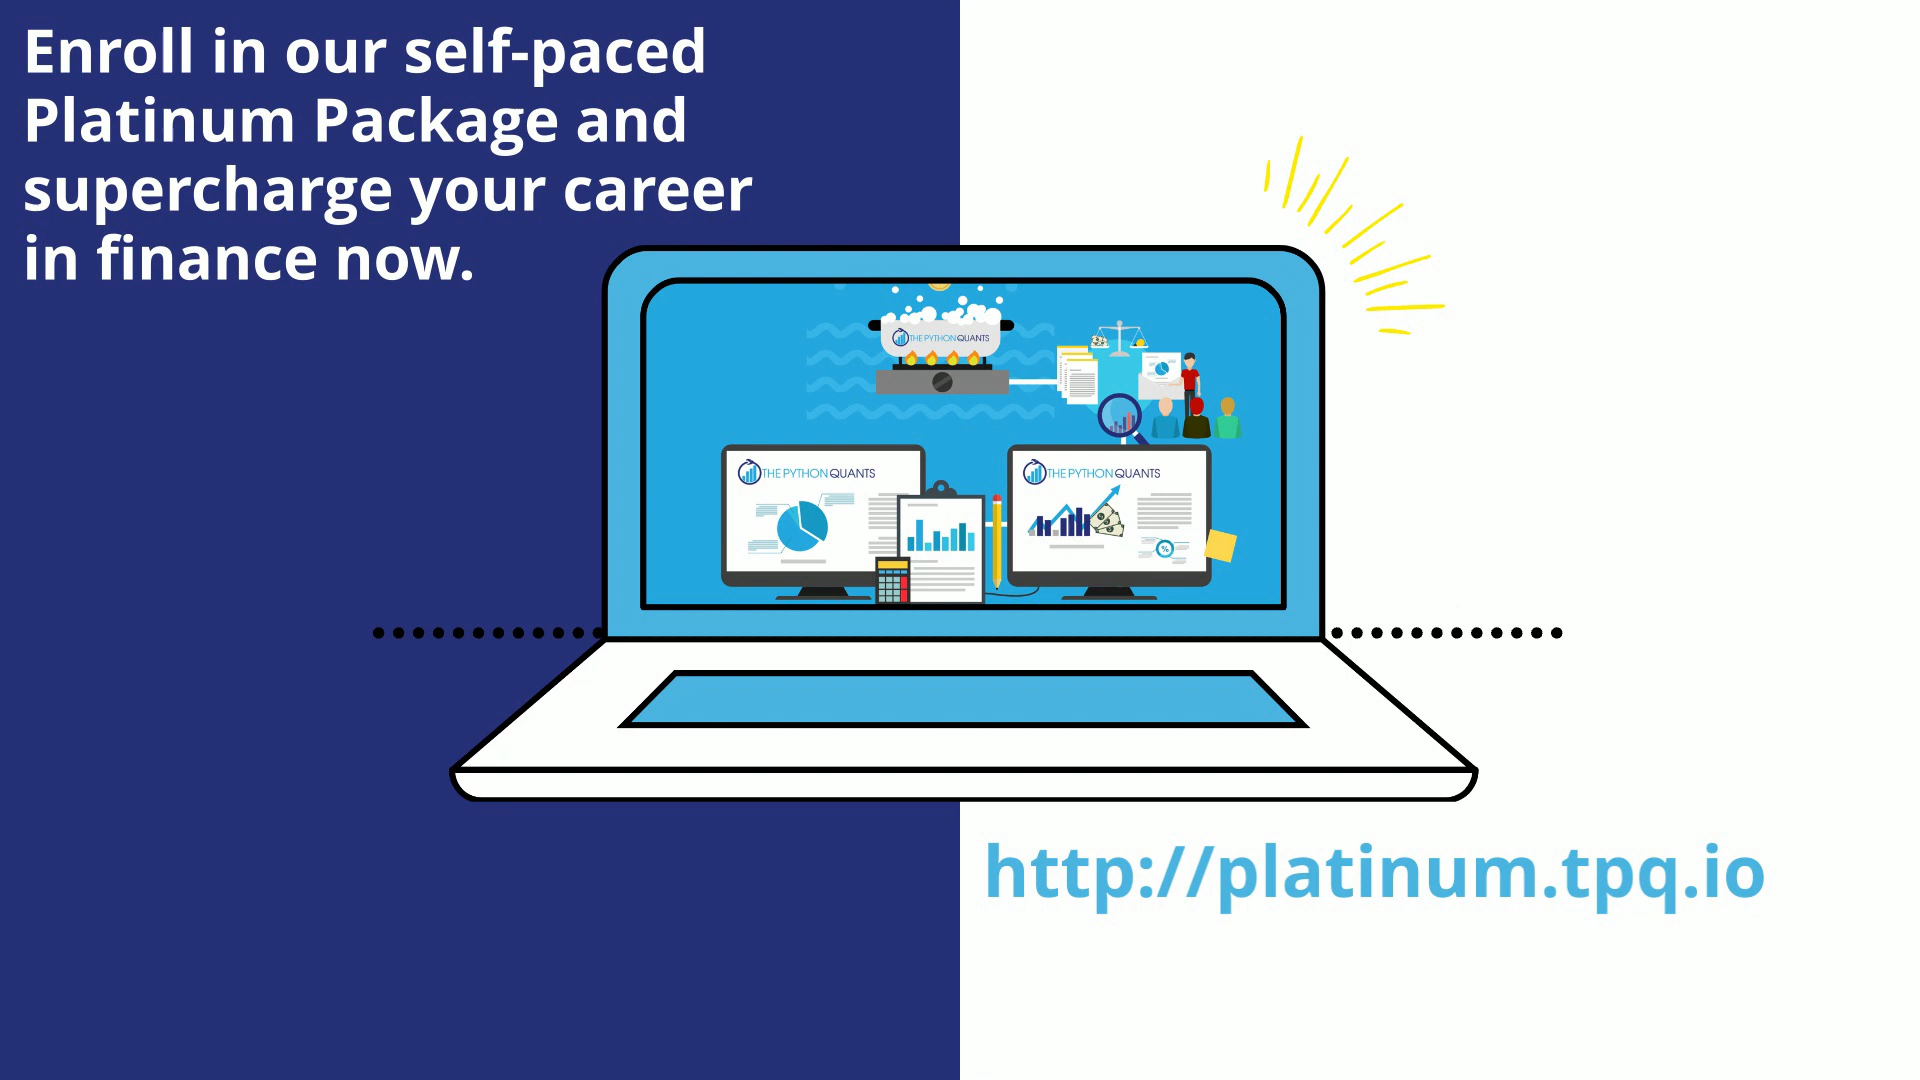 Enroll in our self-paced
Platinum Package and
supercharge your career
in finance now.
THE PYTHON QUANTS
THE PYTHON QUANTS
THE PYTHON QUANTS
%
http://platinum.tpq.io